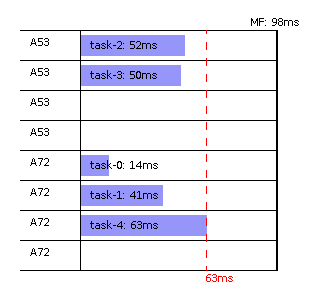 MF: 98ms
A53 task-2: 52ms
A53 task-3: 50ms
A53
A53
A72 task-0: 14ms
A72 task-1: 41ms
A72 task-4: 63ms
A72
63ms